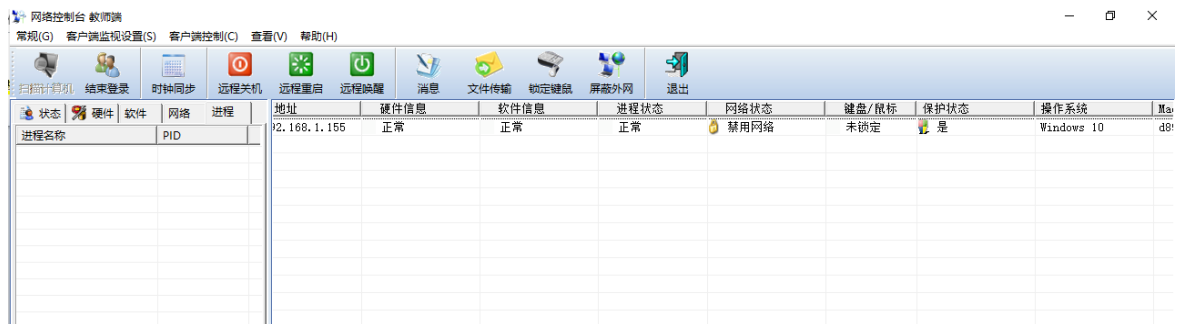 网络控制台 教师端
常规(G) 客户端监视设置(S) 客户端控制(C) 查看(V) 帮助(H)
扫描计算机 结束登录 时钟同步 远程关机 远程重启 远程唤醒 消息 文件传输 锁定键鼠 屏蔽外网 退出
状态 硬件 软件 网络 进程 地址 硬件信息 软件信息 进程状态 网络状态 键盘/鼠标 保护状态 操作系统 Ma
进程名称 PID 2.168.1.155 正常 正常 正常 禁用网络 未锁定 是 Windows 10 d8